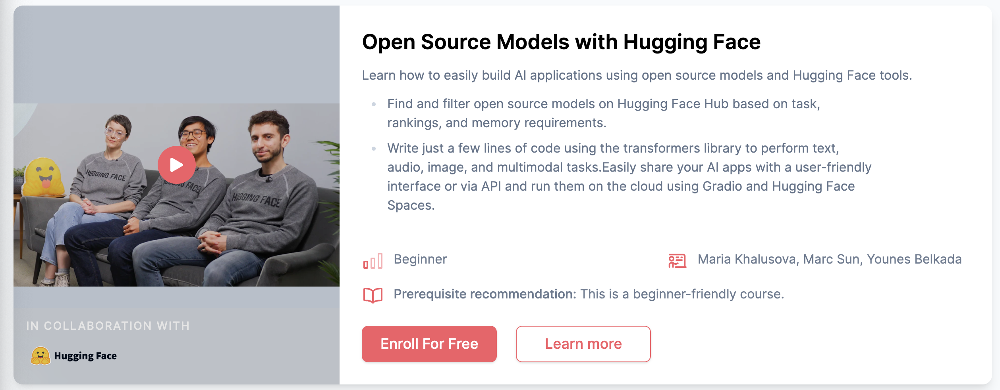 Open Source Models with Hugging Face
Learn how to easily build AI applications using open source models and Hugging Face tools.
Find and filter open source models on Hugging Face Hub based on task,
rankings, and memory requirements.
Write just a few lines of code using the transformers library to perform text,
audio, image, and multimodal tasks.Easily share your AI apps with a user-friendly
interface or via API and run them on the cloud using Gradio and Hugging Face
Spaces.
Beginner
Maria Khalusova, Marc Sun, Younes Belkada
Prerequisite recommendation: This is a beginner-friendly course.
Enroll For Free
Learn more
HUGGING FACE
HUGGING FACE
HUGGING FACE
IN COLLABORATION WITH
Hugging Face